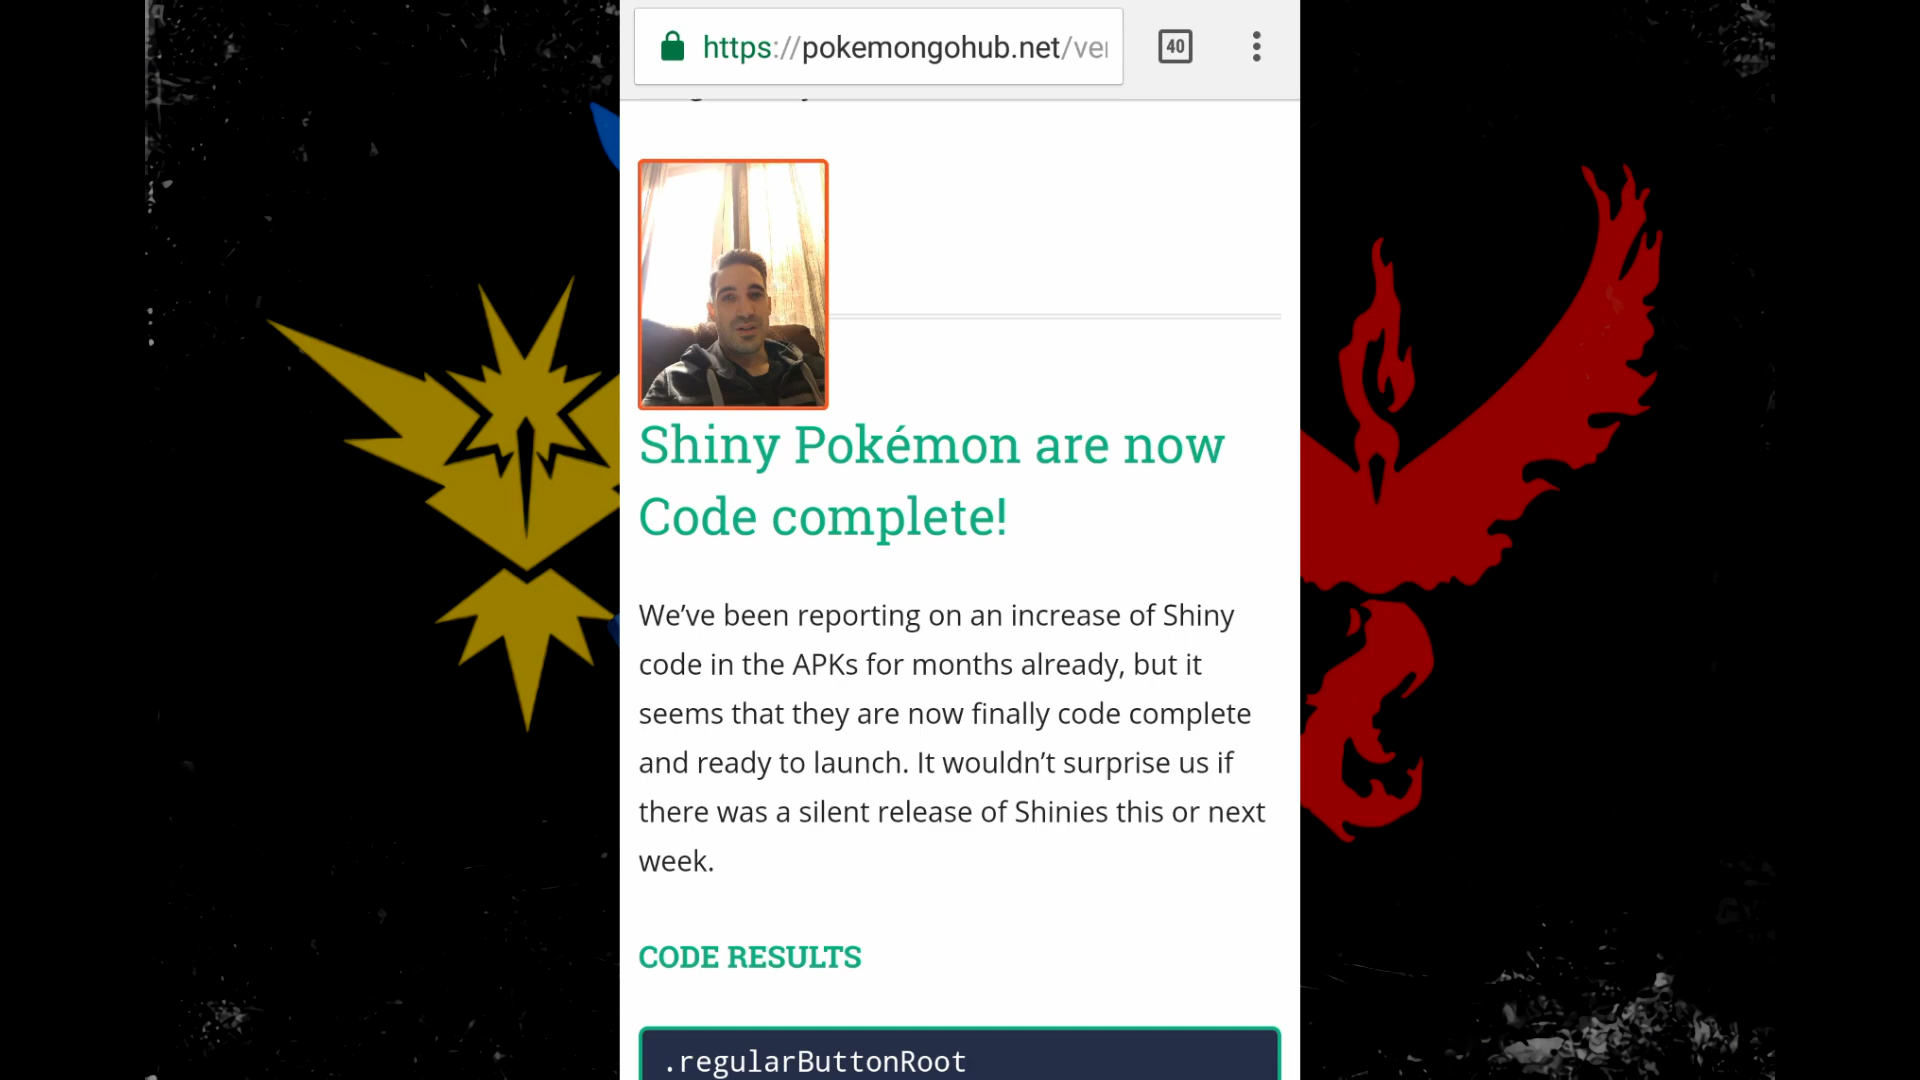 https://pokemongohub.net/ve
40
Shiny Pokémon are now
Code complete!
We’ve been reporting on an increase of Shiny
code in the APKs for months already, but it
seems that they are now finally code complete
and ready to launch. It wouldn’t surprise us if
there was a silent release of Shinies this or next
week.
CODE RESULTS
.regularButtonRoot